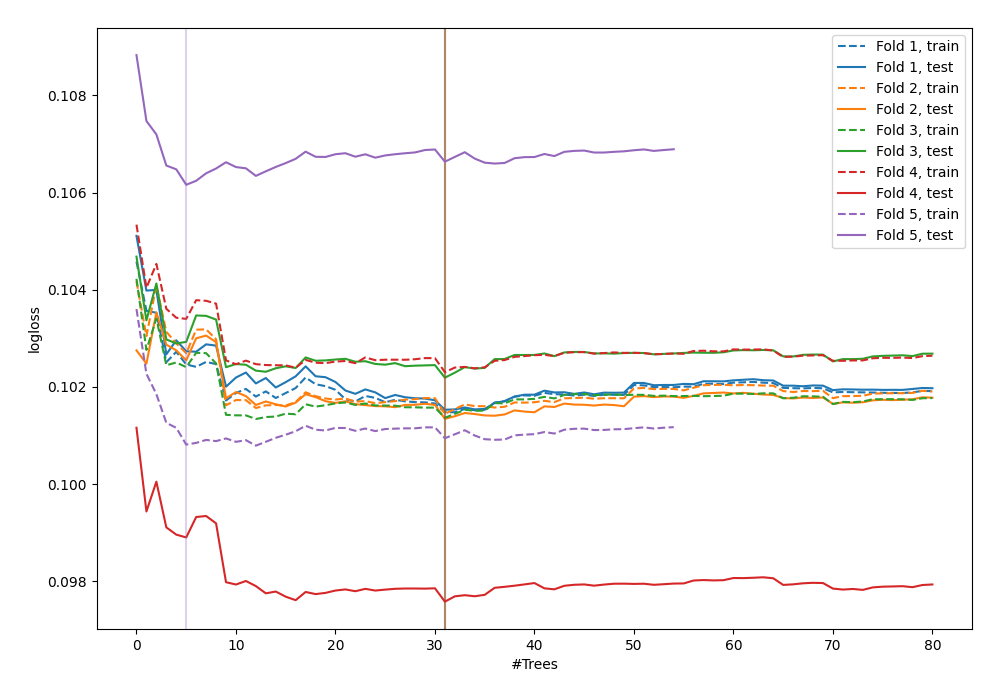 0.108
0.106
0.104
0.102
0.100
0.098
logloss
0
10
20
30
40
50
60
70
80
#Trees
Fold 1, train
Fold 1, test
Fold 2, train
Fold 2, test
Fold 3, train
Fold 3, test
Fold 4, train
Fold 4, test
Fold 5, train
Fold 5, test